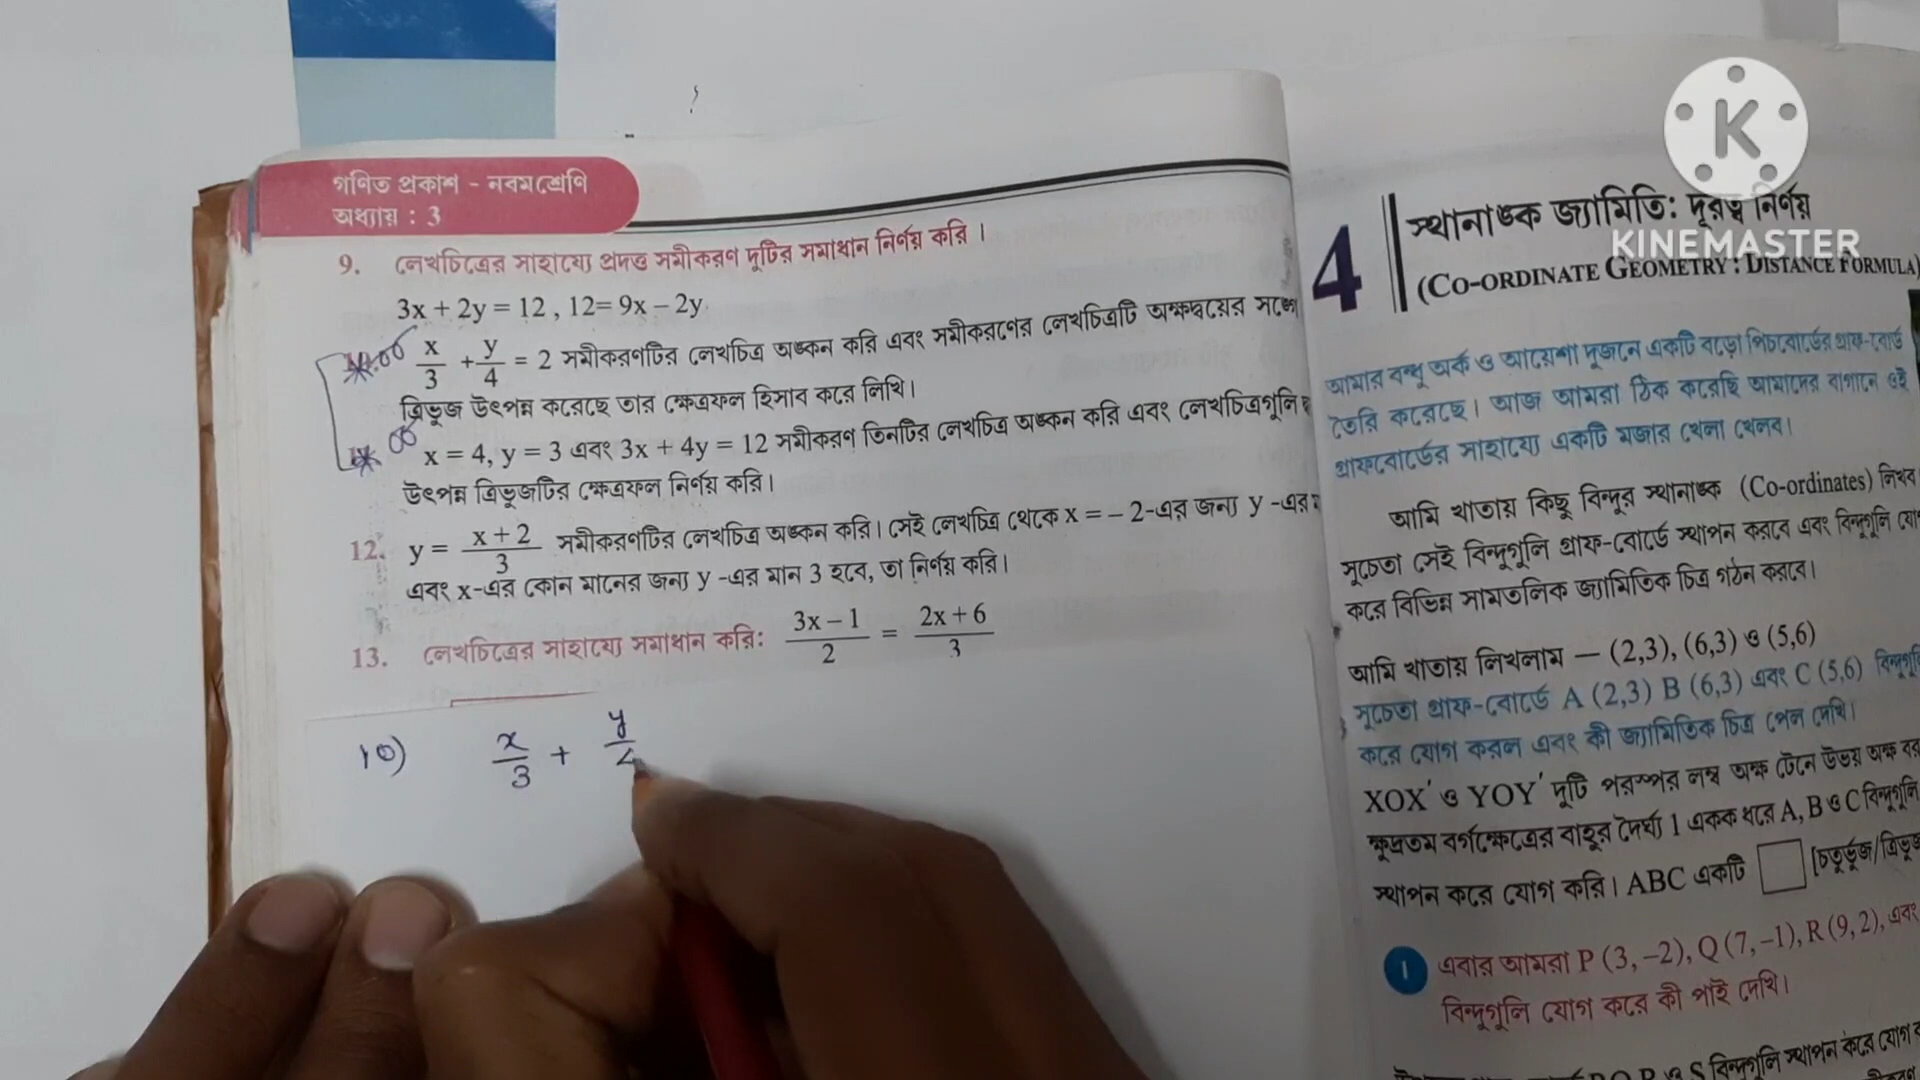 গণিত প্রকাশ - নবমশ্রেণি
অধ্যায় : 3
9. লেখচিত্রের সাহায্যে প্রদত্ত সমীকরণ দুটির সমাধান নির্ণয় করি ।
3x + 2y = 12 , 12= 9x – 2y
x/3 + y/4 = 2 সমীকরণটির লেখচিত্র অঙ্কন করি এবং সমীকরণের লেখচিত্রটি অক্ষদ্বয়ের সঙ্গে
ত্রিভুজ উৎপন্ন করেছে তার ক্ষেত্রফল হিসাব করে লিখি।
x = 4, y = 3 এবং 3x + 4y = 12 সমীকরণ তিনটির লেখচিত্র অঙ্কন করি এবং লেখচিত্রগুলি
উৎপন্ন ত্রিভুজটির ক্ষেত্রফল নির্ণয় করি।
12. y = (x + 2)/3 সমীকরণটির লেখচিত্র অঙ্কন করি। সেই লেখচিত্র থেকে x = – 2-এর জন্য y -এর
এবং x-এর কোন মানের জন্য y -এর মান 3 হবে, তা নির্ণয় করি।
13. লেখচিত্রের সাহায্যে সমাধান করি: (3x – 1)/2 = (2x + 6)/3
10) x/3 + y/4
4 স্থানাঙ্ক জ্যামিতি: দূরত্ব নির্ণয়
(CO-ORDINATE GEOMETRY : DISTANCE FORMULA)
আমার বন্ধু অর্ক ও আয়েশা দুজনে একটি বড়ো পিচবোর্ডের গ্রাফ-বোর্ড
তৈরি করেছে। আজ আমরা ঠিক করেছি আমাদের বাগানে ওই
গ্রাফবোর্ডের সাহায্যে একটি মজার খেলা খেলব।
আমি খাতায় কিছু বিন্দুর স্থানাঙ্ক (Co-ordinates) লিখব
সুচেতা সেই বিন্দুগুলি গ্রাফ-বোর্ডে স্থাপন করবে এবং বিন্দুগুলি
করে বিভিন্ন সামতলিক জ্যামিতিক চিত্র গঠন করবে।
আমি খাতায় লিখলাম — (2,3), (6,3) ও (5,6)
সুচেতা গ্রাফ-বোর্ডে A (2,3) B (6,3) এবং C (5,6)
করে যোগ করল এবং কী জ্যামিতিক চিত্র পেল দেখি।
XOX′ ও YOY′ দুটি পরস্পর লম্ব অক্ষ টেনে উভয় অক্ষ
ক্ষুদ্রতম বর্গক্ষেত্রের বাহুর দৈর্ঘ্য 1 একক ধরে A, B ও C বিন্দুগুলি
স্থাপন করে যোগ করি। ABC একটি [চতুর্ভুজ/ত্রিভুজ
1 এবার আমরা P (3, –2), Q (7, –1), R (9, 2), এবং
বিন্দুগুলি যোগ করে কী পাই দেখি।
KINEMASTER